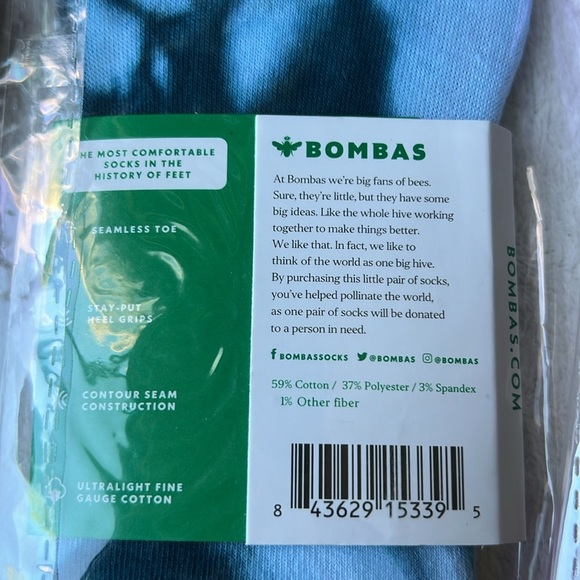 HE MOST COMFORTABLE
SOCKS IN THE
HISTORY OF FEET
SEAMLESS TOE
STAY-PUT
HEEL GRIPS
CONTOUR SEAM
CONSTRUCTION
ULTRALIGHT FINE
GAUGE COTTON
BOMBAS
At Bombas we're big fans of bees.
Sure, they're little, but they have some
big ideas. Like the whole hive working
together to make things better.
We like that. In fact, we like to
think of the world as one big hive.
By purchasing this little pair of socks,
you've helped pollinate the world,
as one pair of socks will be donated
to a person in need.
BOMBASSOCKS @BOMBAS @BOMBAS
59% Cotton / 37% Polyester / 3% Spandex
1% Other fiber
8 43629 15339 5
BOMBAS.COM